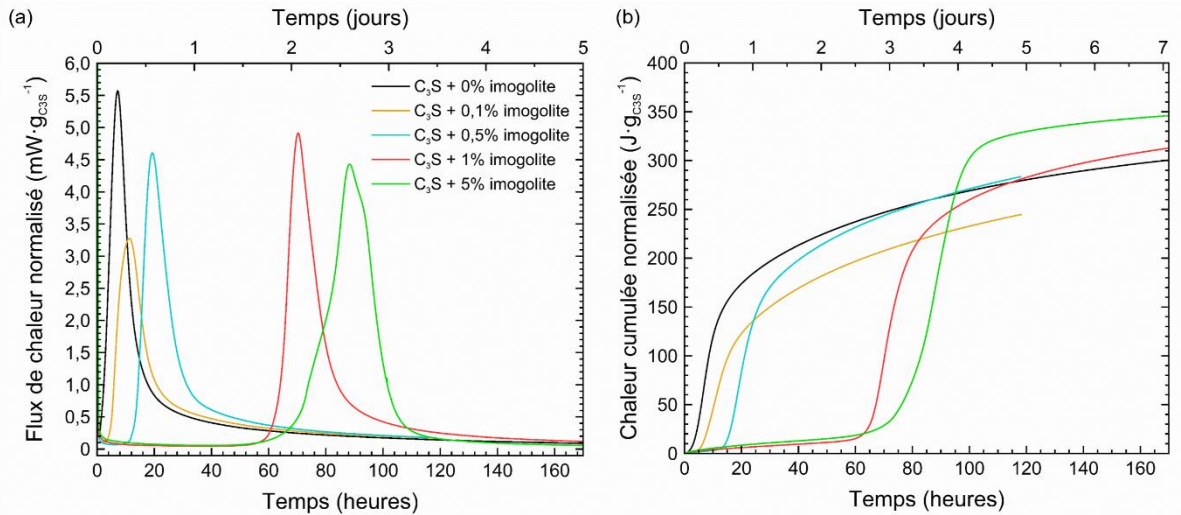 (a)
Temps (jours)
0 1 2 3 4 5
Flux de chaleur normalisé (mW·gC3S⁻¹)
6,0
5,5
5,0
4,5
4,0
3,5
3,0
2,5
2,0
1,5
1,0
0,5
0
C₃S + 0% imogolite
C₃S + 0,1% imogolite
C₃S + 0,5% imogolite
C₃S + 1% imogolite
C₃S + 5% imogolite
0 20 40 60 80 100 120 140 160
Temps (heures)
(b)
Temps (jours)
0 1 2 3 4 5 6 7
Chaleur cumulée normalisée (J·gC3S⁻¹)
400
350
300
250
200
150
100
50
0
0 20 40 60 80 100 120 140 160
Temps (heures)